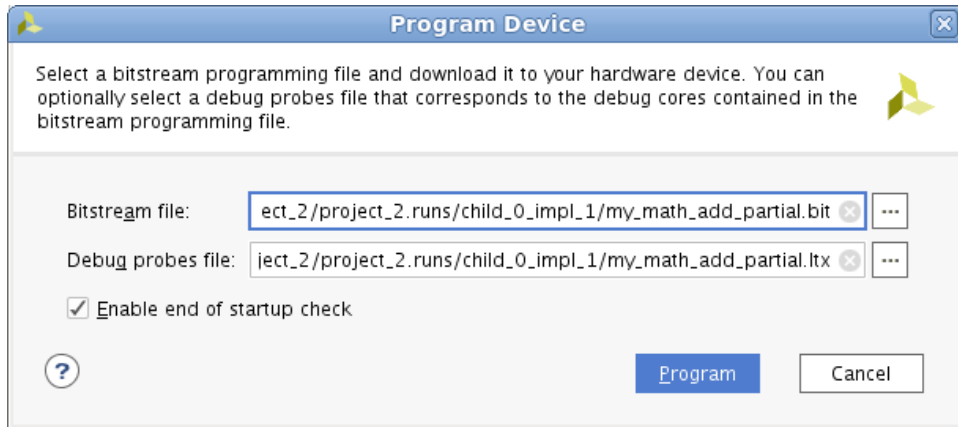 Program Device
Select a bitstream programming file and download it to your hardware device. You can
optionally select a debug probes file that corresponds to the debug cores contained in the
bitstream programming file.
Bitstream file: ect_2/project_2.runs/child_0_impl_1/my_math_add_partial.bit ...
Debug probes file: ject_2/project_2.runs/child_0_impl_1/my_math_add_partial.ltx ...
Enable end of startup check
? Program Cancel